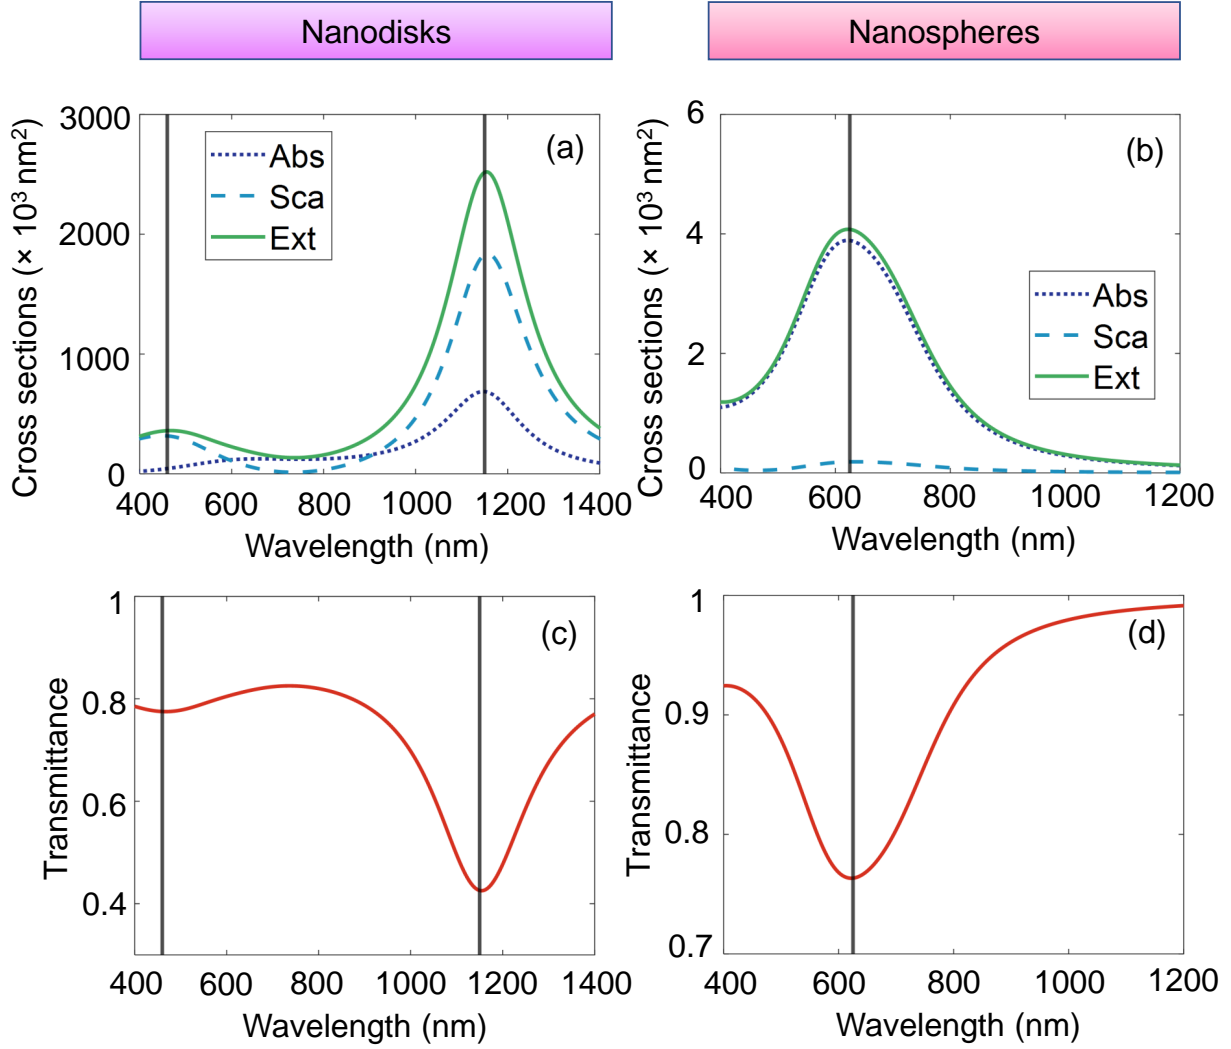 Nanodisks
Nanospheres
Cross sections (× 10³ nm²)
3000
2000
1000
0
400
600
800
1000
1200
1400
Wavelength (nm)
Abs
Sca
Ext
(a)
Cross sections (× 10³ nm²)
6
4
2
0
400
600
800
1000
1200
Wavelength (nm)
Abs
Sca
Ext
(b)
Transmittance
1
0.8
0.6
0.4
400
600
800
1000
1200
1400
Wavelength (nm)
(c)
Transmittance
1
0.9
0.8
0.7
400
600
800
1000
1200
Wavelength (nm)
(d)